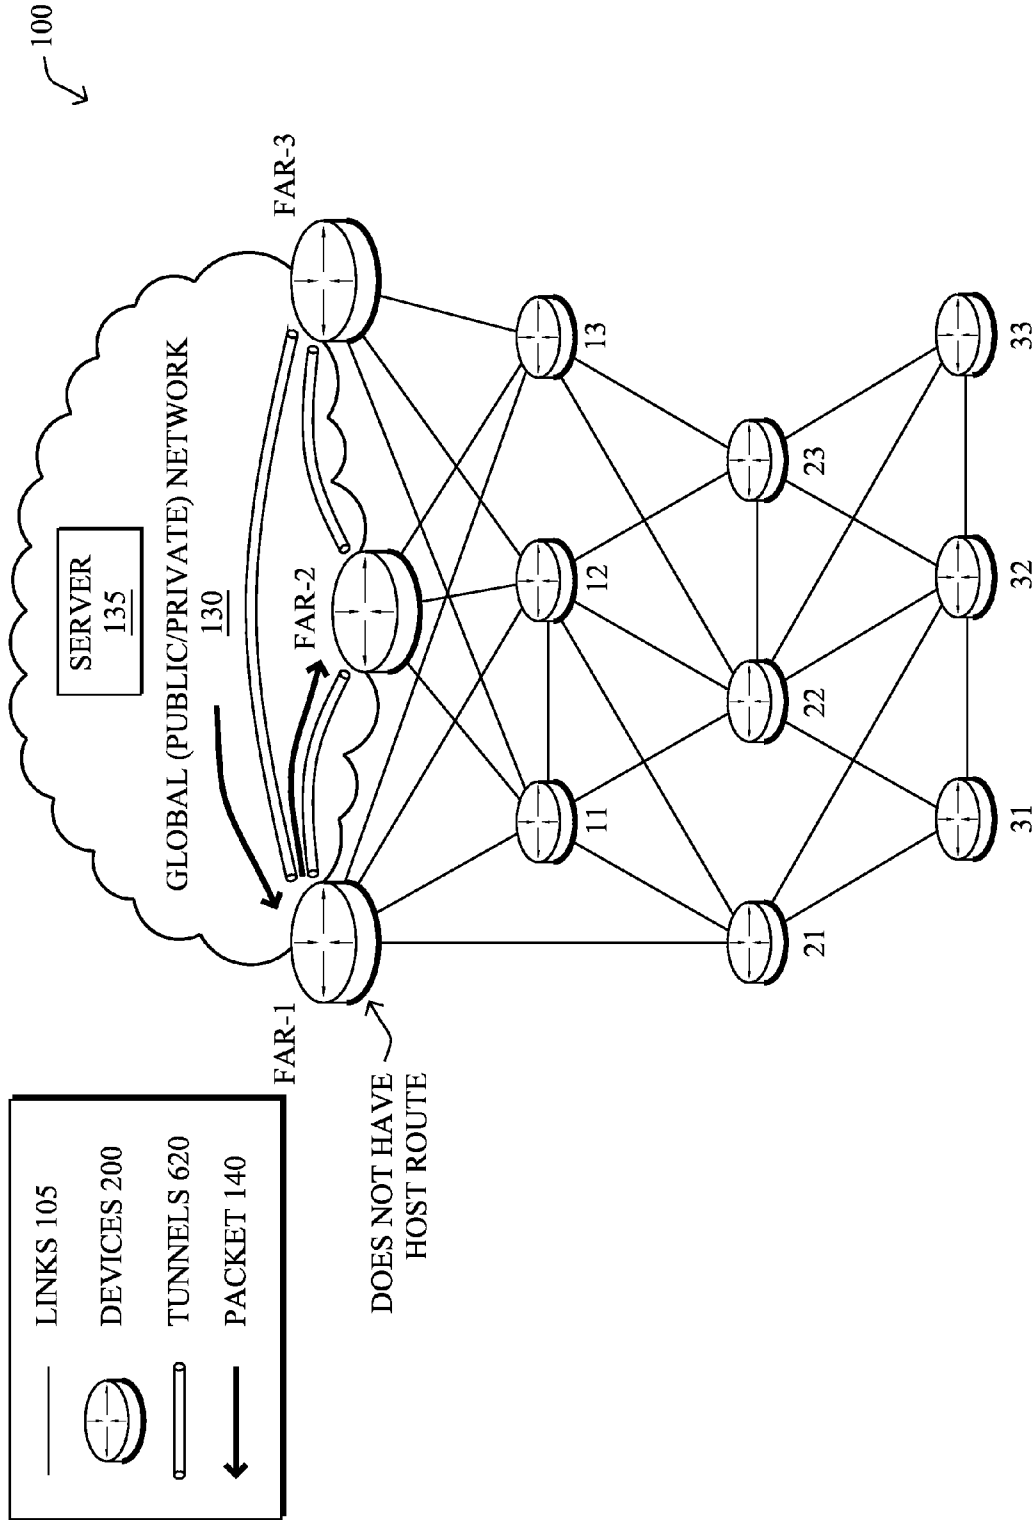 100
LINKS 105
DEVICES 200
TUNNELS 620
PACKET 140
SERVER
135
GLOBAL (PUBLIC/PRIVATE) NETWORK
130
FAR-1
FAR-2
FAR-3
DOES NOT HAVE
HOST ROUTE
11
12
13
21
22
23
31
32
33